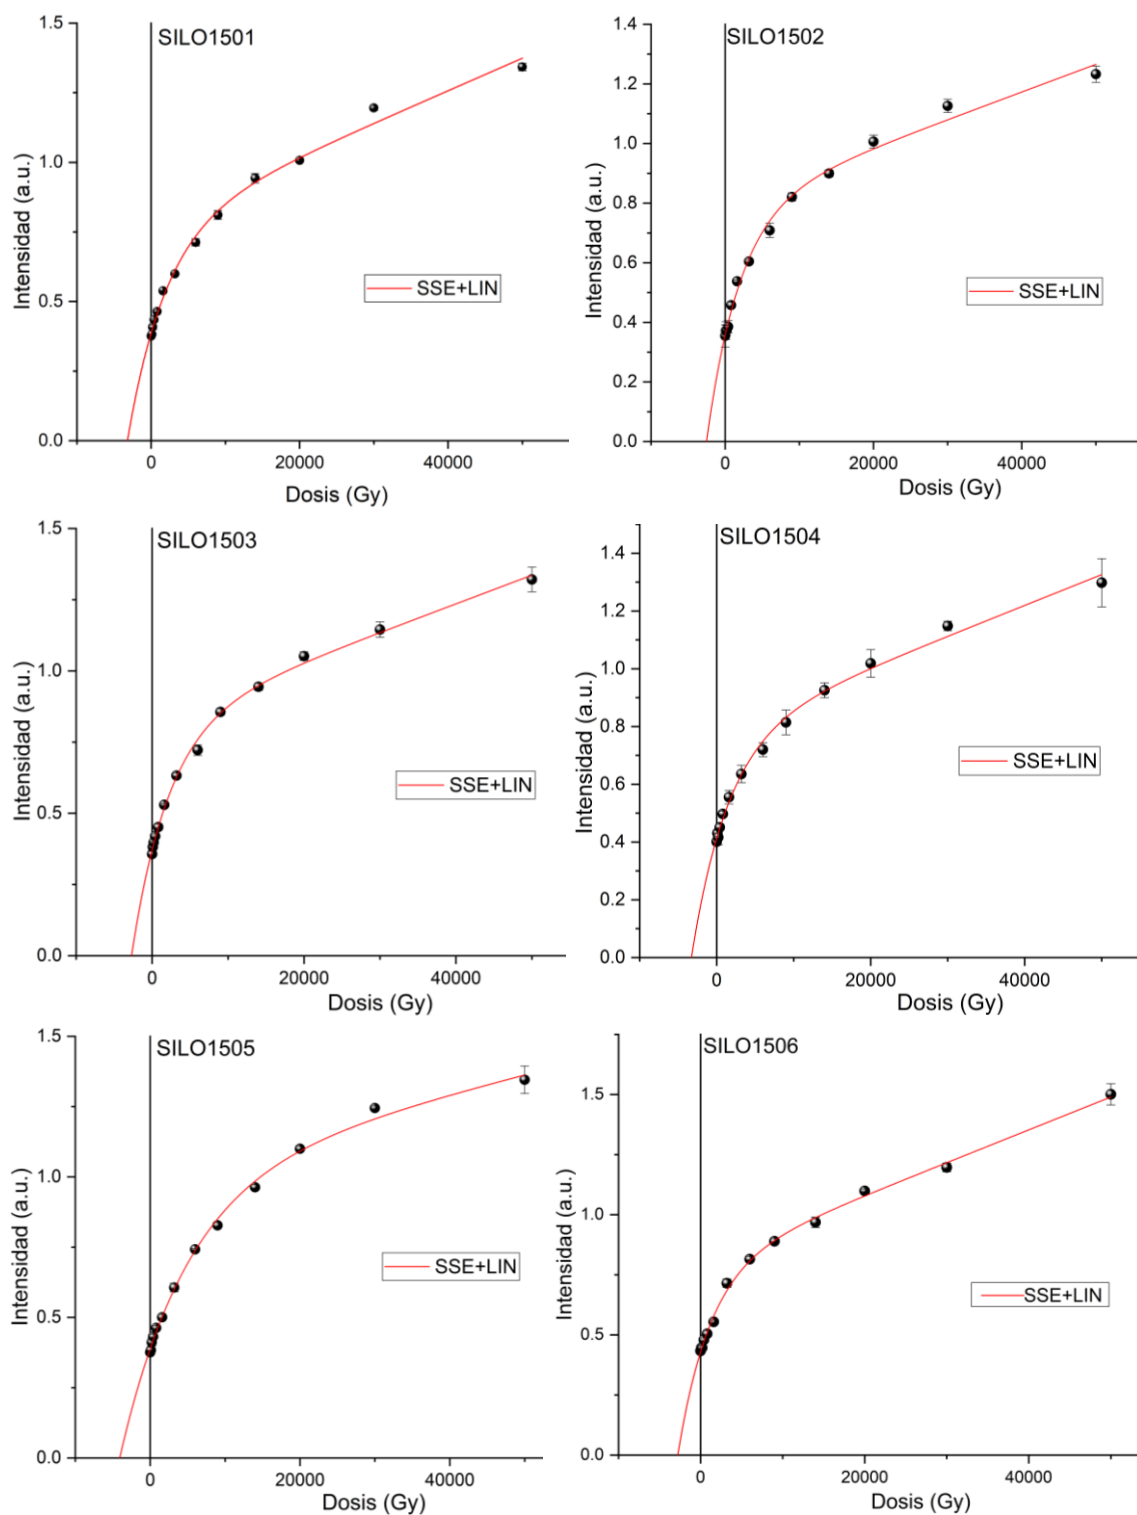 SILO1501
Intensidad (a.u.)
1.5
1.0
0.5
0.0
SSE+LIN
0 20000 40000
Dosis (Gy)
SILO1502
Intensidad (a.u.)
1.4
1.2
1.0
0.8
0.6
0.4
0.2
0.0
SSE+LIN
0 20000 40000
Dosis (Gy)
SILO1503
Intensidad (a.u.)
1.5
1.0
0.5
0.0
SSE+LIN
0 20000 40000
Dosis (Gy)
SILO1504
Intensidad (a.u.)
1.4
1.2
1.0
0.8
0.6
0.4
0.2
0.0
SSE+LIN
0 20000 40000
Dosis (Gy)
SILO1505
Intensidad (a.u.)
1.5
1.0
0.5
0.0
SSE+LIN
0 20000 40000
Dosis (Gy)
SILO1506
Intensidad (a.u.)
1.5
1.0
0.5
0.0
SSE+LIN
0 20000 40000
Dosis (Gy)